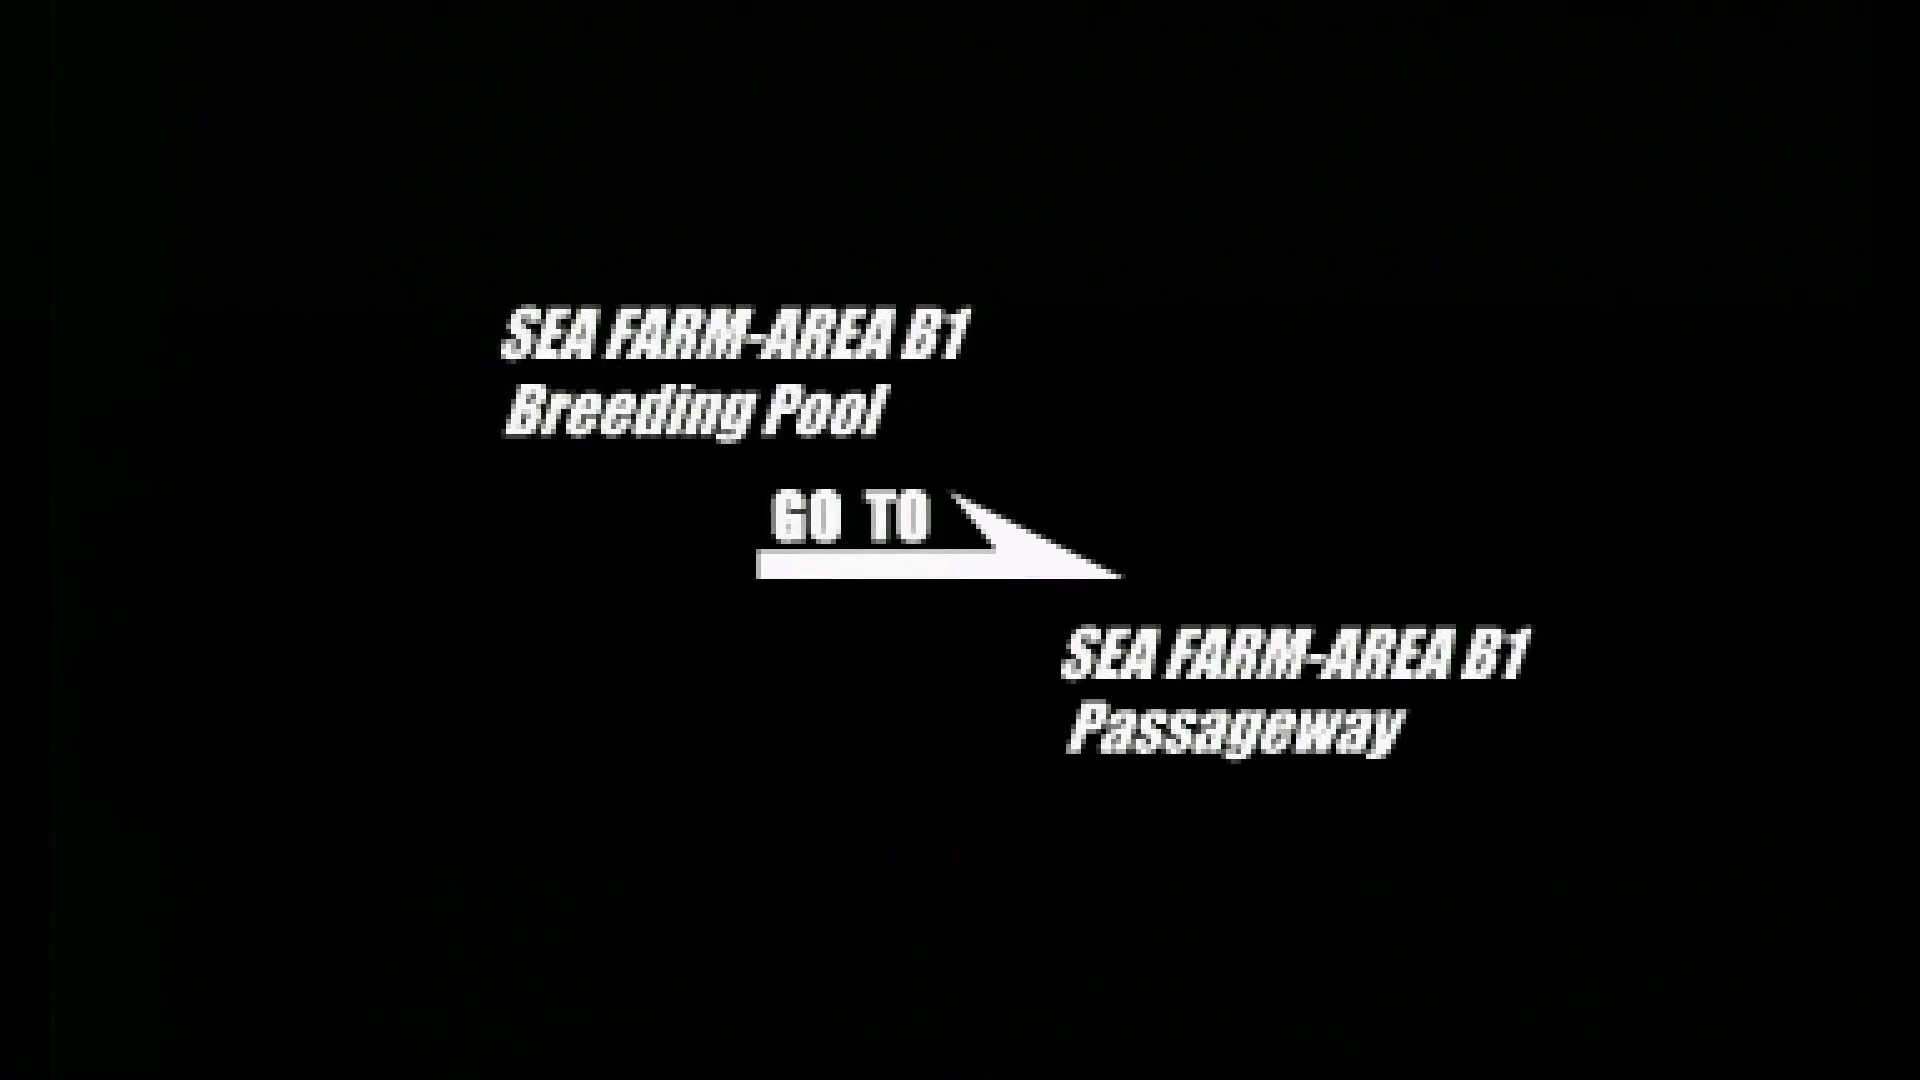 SEA FARM-AREA B1
Breeding Pool
GO TO
SEA FARM-AREA B1
Passageway